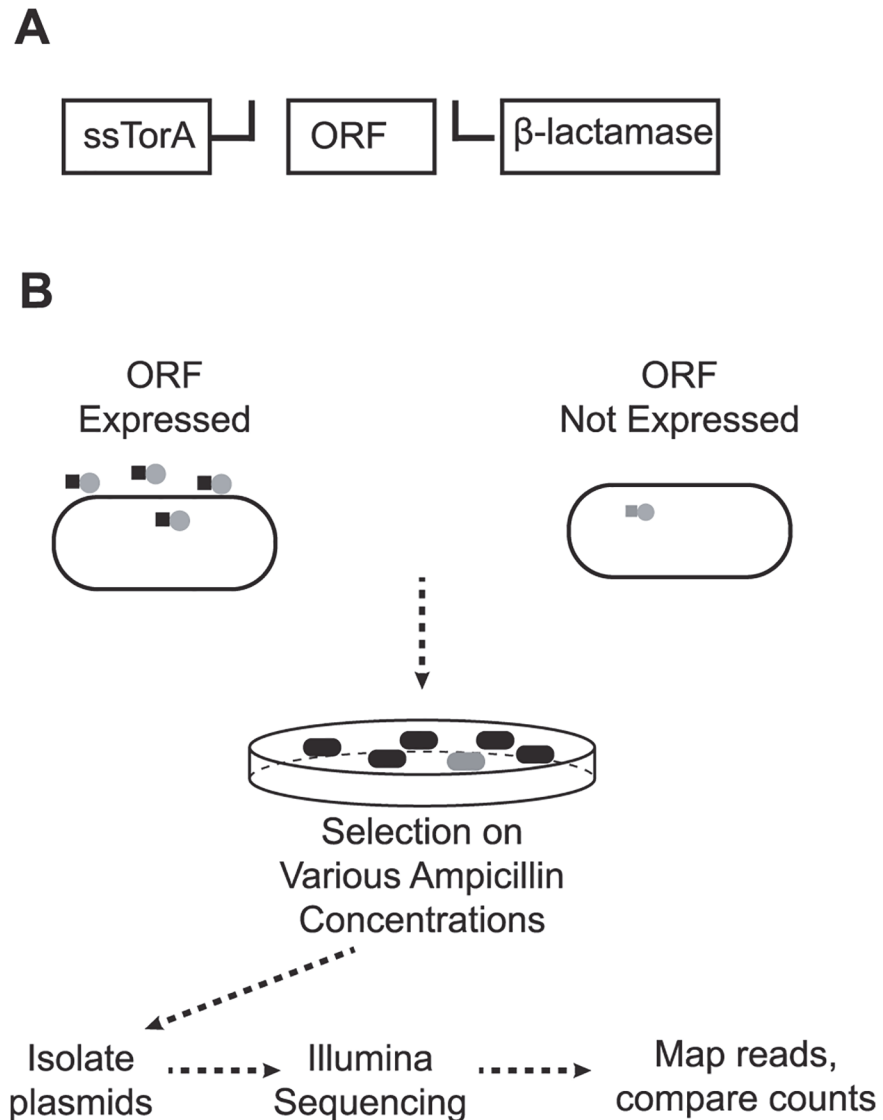 A
ssTorA
ORF
β-lactamase
B
ORF
Expressed
ORF
Not Expressed
Selection on
Various Ampicillin
Concentrations
Isolate
plasmids
Illumina
Sequencing
Map reads,
compare counts